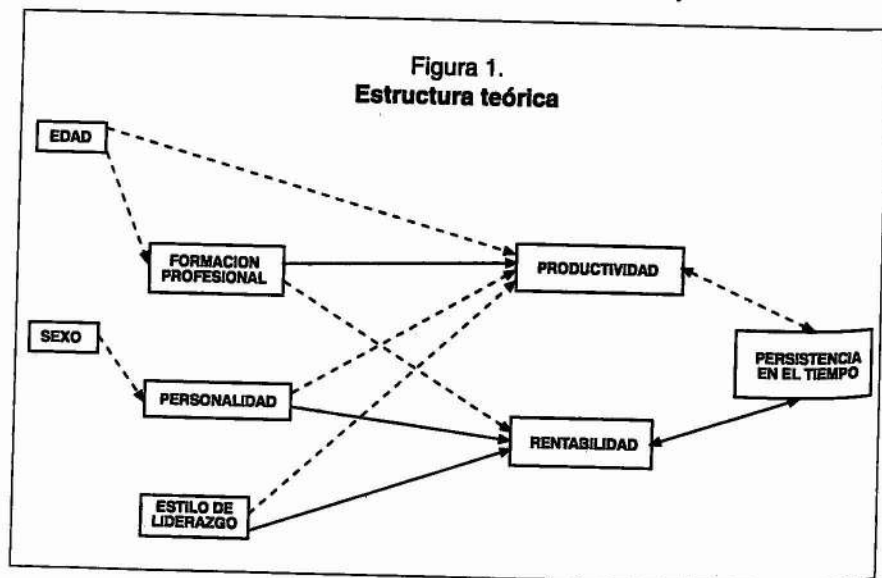 Figura 1.
Estructura teórica
EDAD
FORMACION
PROFESIONAL
PRODUCTIVIDAD
SEXO
PERSISTENCIA
EN EL TIEMPO
PERSONALIDAD
RENTABILIDAD
ESTILO DE
LIDERAZGO